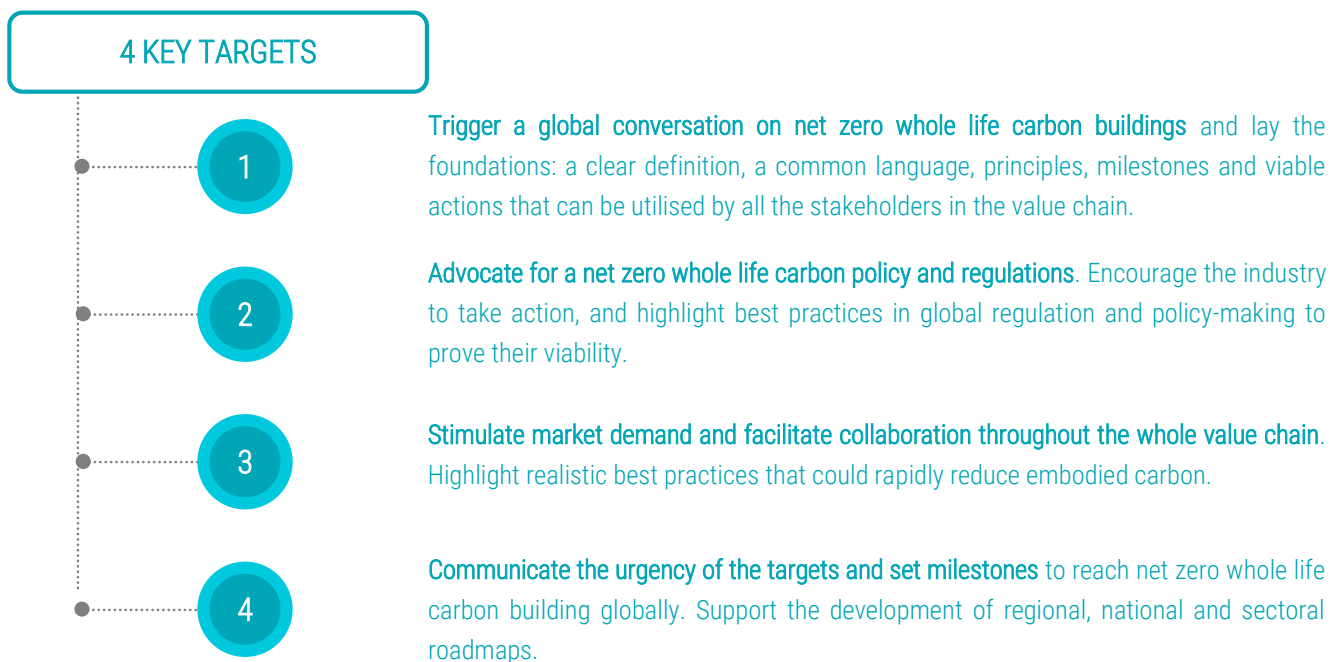 4 KEY TARGETS
1
Trigger a global conversation on net zero whole life carbon buildings and lay the
foundations: a clear definition, a common language, principles, milestones and viable
actions that can be utilised by all the stakeholders in the value chain.
2
Advocate for a net zero whole life carbon policy and regulations. Encourage the industry
to take action, and highlight best practices in global regulation and policy-making to
prove their viability.
3
Stimulate market demand and facilitate collaboration throughout the whole value chain.
Highlight realistic best practices that could rapidly reduce embodied carbon.
4
Communicate the urgency of the targets and set milestones to reach net zero whole life
carbon building globally. Support the development of regional, national and sectoral
roadmaps.